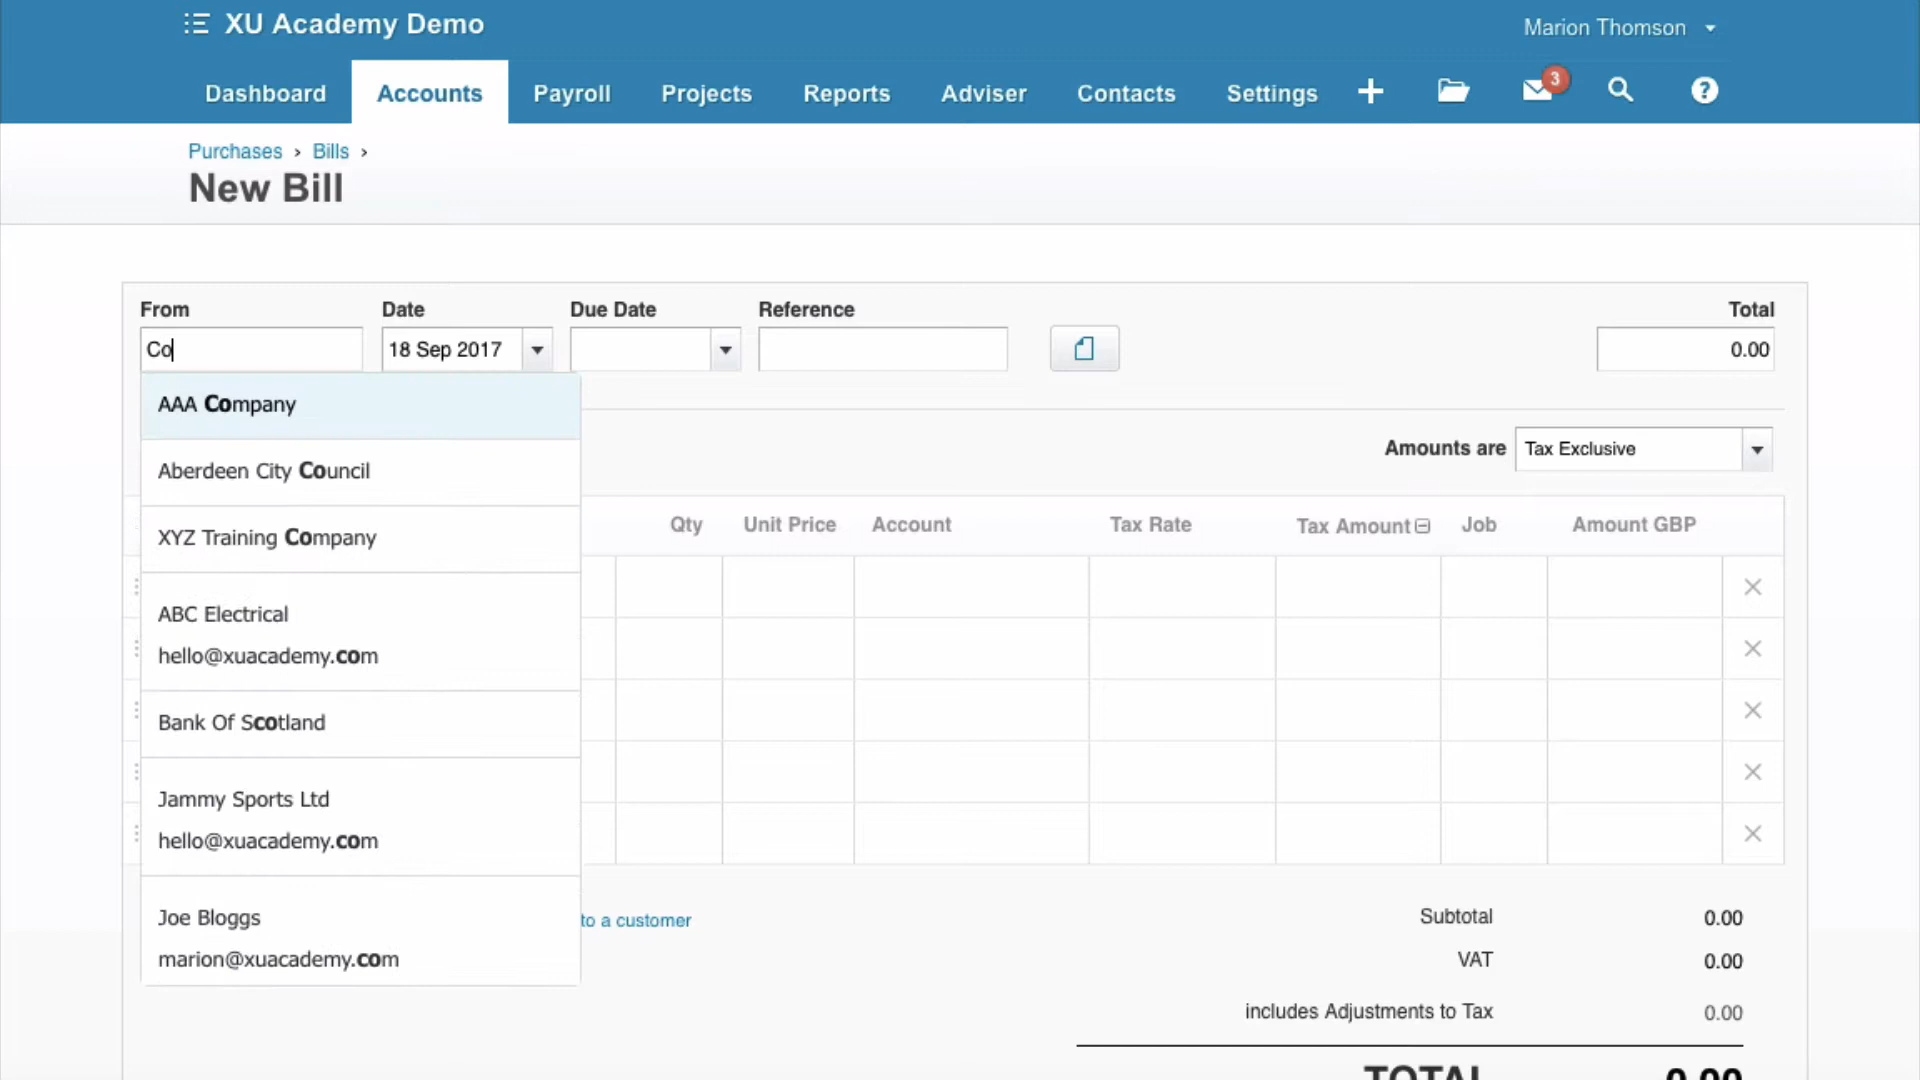 XU Academy Demo
Marion Thomson
Dashboard Accounts Payroll Projects Reports Adviser Contacts Settings 3 ?
Purchases › Bills ›
New Bill
From Date Due Date Reference Total
Co 18 Sep 2017 0.00
AAA Company
Amounts are Tax Exclusive
Aberdeen City Council
Qty Unit Price Account Tax Rate Tax Amount Job Amount GBP
XYZ Training Company
ABC Electrical
hello@xuacademy.com
Bank Of Scotland
Jammy Sports Ltd
hello@xuacademy.com
Joe Bloggs
marion@xuacademy.com
to a customer
Subtotal 0.00
VAT 0.00
includes Adjustments to Tax 0.00
TOTAL 0.00